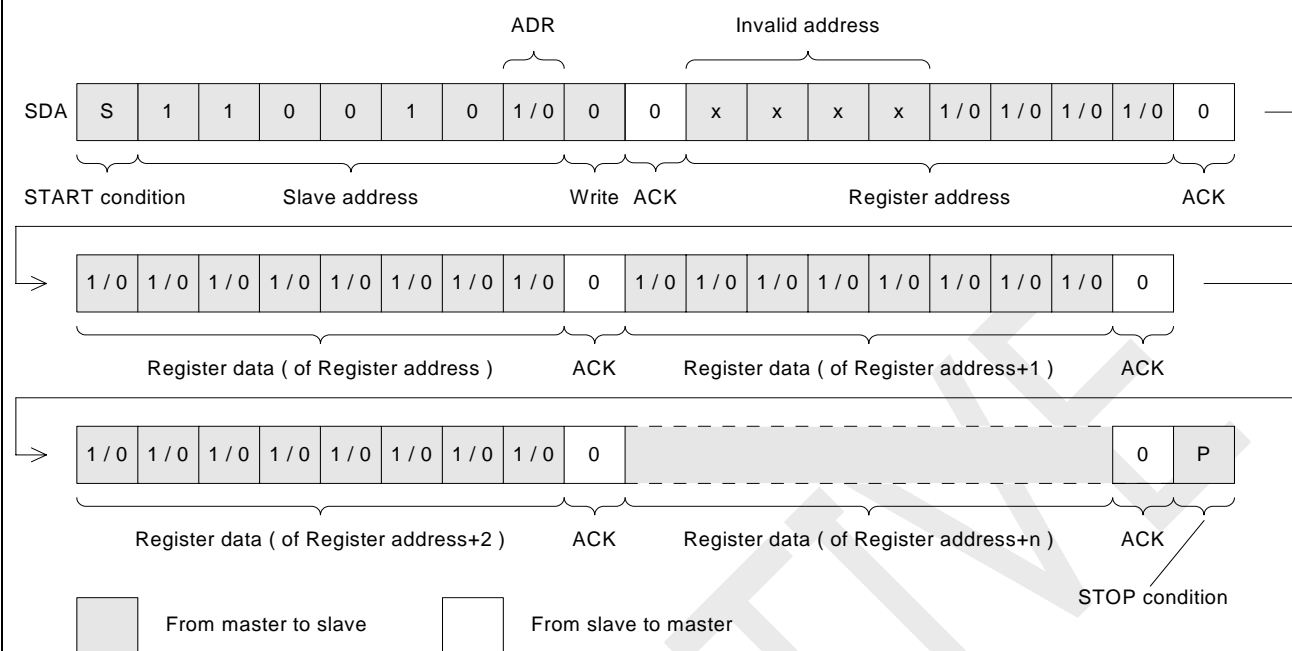 ADR Invalid address
SDA S 1 1 0 0 1 0 1 / 0 0 0 x x x x 1 / 0 1 / 0 1 / 0 1 / 0 0
START condition Slave address Write ACK Register address ACK
1 / 0 1 / 0 1 / 0 1 / 0 1 / 0 1 / 0 1 / 0 1 / 0 0 1 / 0 1 / 0 1 / 0 1 / 0 1 / 0 1 / 0 1 / 0 1 / 0 0
Register data ( of Register address ) ACK Register data ( of Register address+1 ) ACK
1 / 0 1 / 0 1 / 0 1 / 0 1 / 0 1 / 0 1 / 0 1 / 0 0 0 P
Register data ( of Register address+2 ) ACK Register data ( of Register address+n ) ACK
STOP condition
From master to slave From slave to master